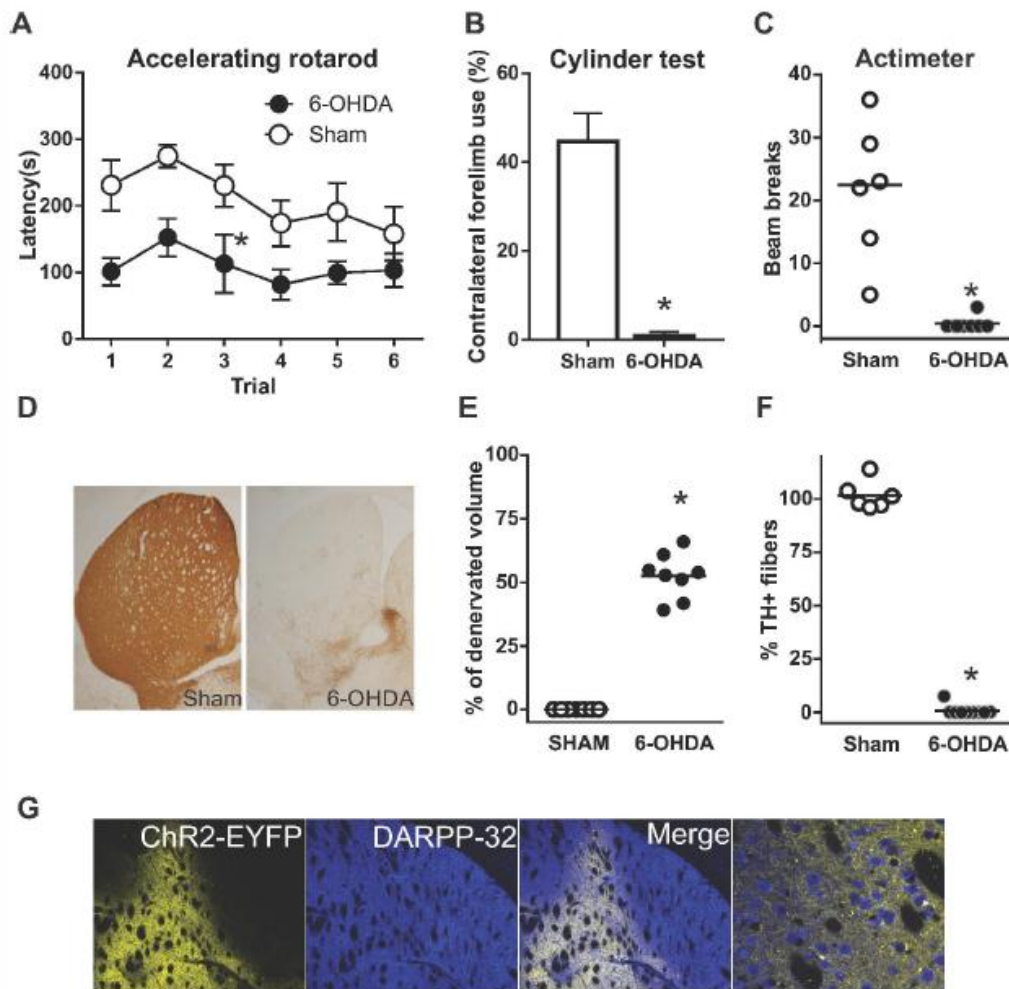 A
Accelerating rotarod
6-OHDA
Sham
Latency(s)
400
300
200
100
0
1 2 3 4 5 6
Trial
*
B
Cylinder test
Contralateral forelimb use (%)
60
40
20
0
*
Sham 6-OHDA
C
Actimeter
Beam breaks
40
30
20
10
0
*
Sham 6-OHDA
D
Sham
6-OHDA
E
% of denervated volume
100
75
50
25
0
*
SHAM 6-OHDA
F
% TH+ fiibers
100
75
50
25
0
*
Sham 6-OHDA
G
ChR2-EYFP
DARPP-32
Merge